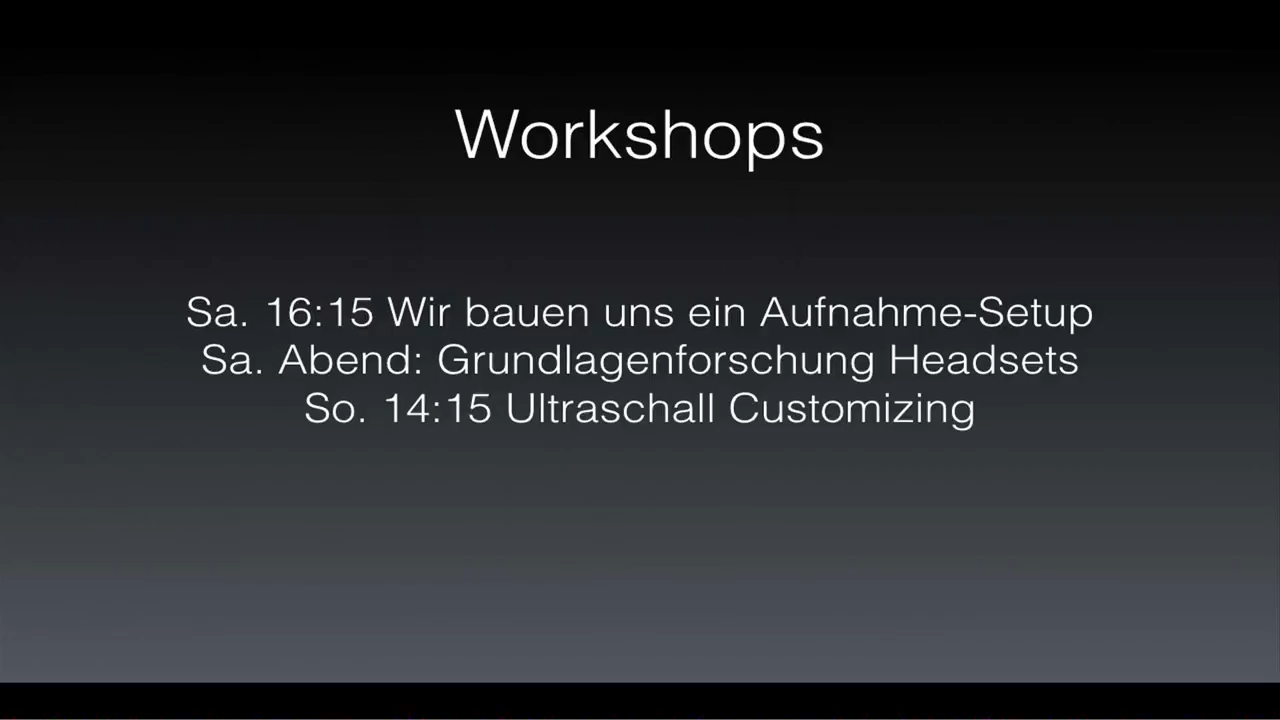 Workshops
Sa. 16:15 Wir bauen uns ein Aufnahme-Setup
Sa. Abend: Grundlagenforschung Headsets
So. 14:15 Ultraschall Customizing